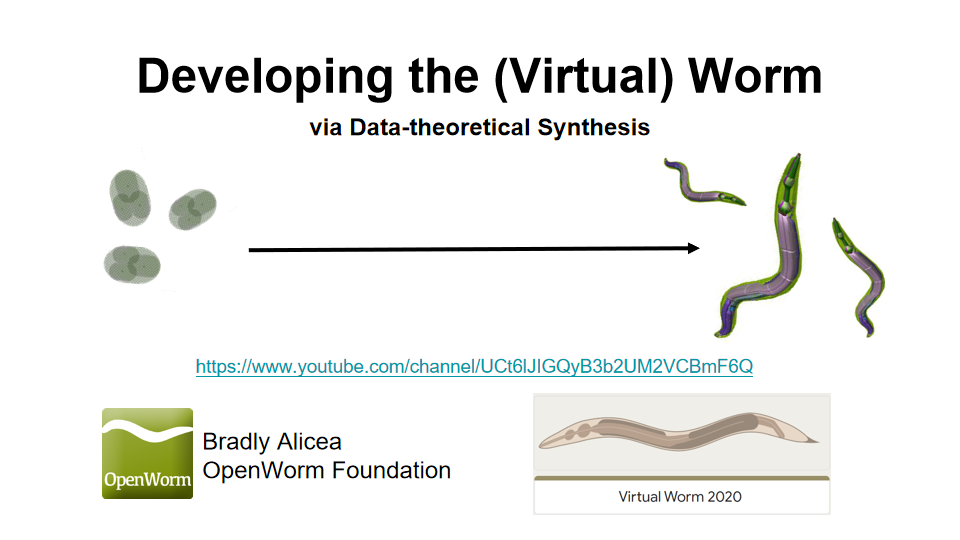 Developing the (Virtual) Worm
via Data-theoretical Synthesis
https://www.youtube.com/channel/UCt6lJIGQyB3b2UM2VCBmF6Q
Bradly Alicea
OpenWorm Foundation
OpenWorm
Virtual Worm 2020